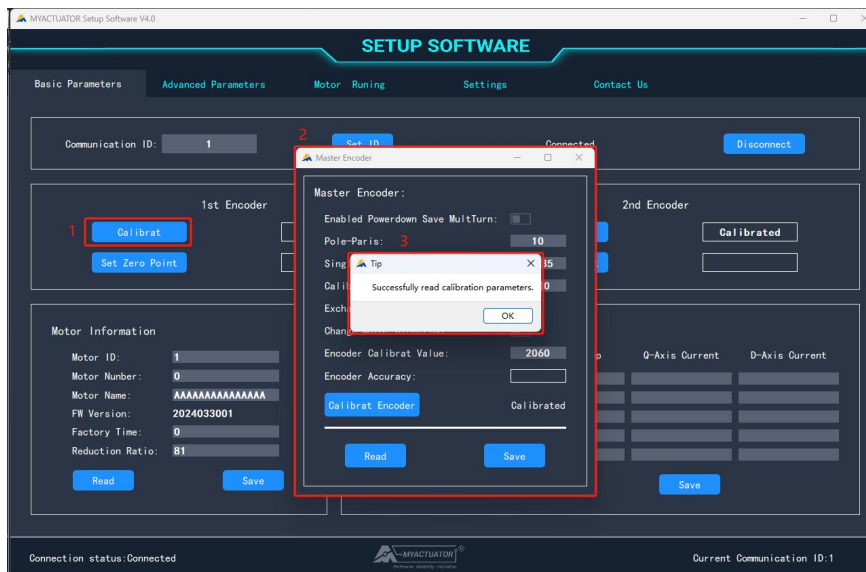 MYACTUATOR Setup Software V4.0
SETUP SOFTWARE
Basic Parameters
Advanced Parameters
Motor Runing
Settings
Contact Us
Communication ID:
1
Set ID
Connected
Disconnect
2
Master Encoder
Master Encoder:
Enabled Powerdown Save MultTurn:
Pole-Paris:
10
3
Tip
Successfully read calibration parameters.
OK
Encoder Calibrat Value:
2060
Encoder Accuracy:
Calibrat Encoder
Calibrated
Read
Save
1st Encoder
1
Calibrat
Set Zero Point
2nd Encoder
Calibrated
Motor Information
Motor ID:
1
Motor Nunber:
0
Motor Name:
AAAAAAAAAAAAAAA
FW Version:
2024033001
Factory Time:
0
Reduction Ratio:
81
Read
Save
Q-Axis Current
D-Axis Current
Save
Connection status:Connected
MYACTUATOR
Current Communication ID:1